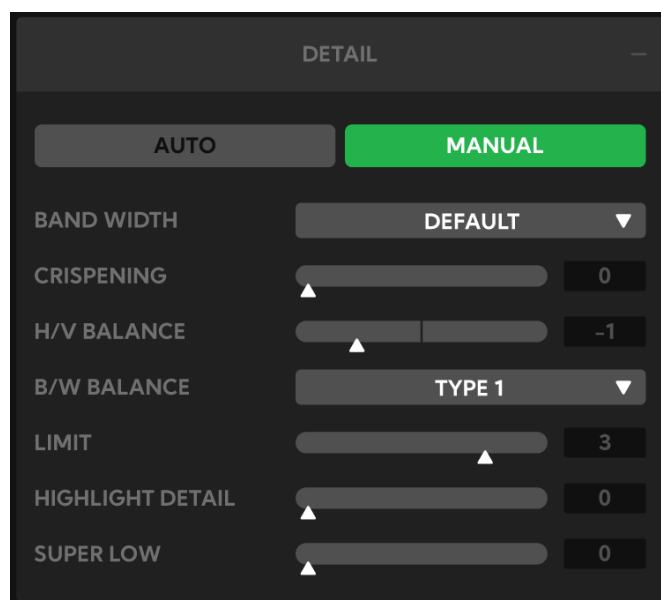 DETAIL
AUTO MANUAL
BAND WIDTH DEFAULT
CRISPENING 0
H/V BALANCE –1
B/W BALANCE TYPE 1
LIMIT 3
HIGHLIGHT DETAIL 0
SUPER LOW 0